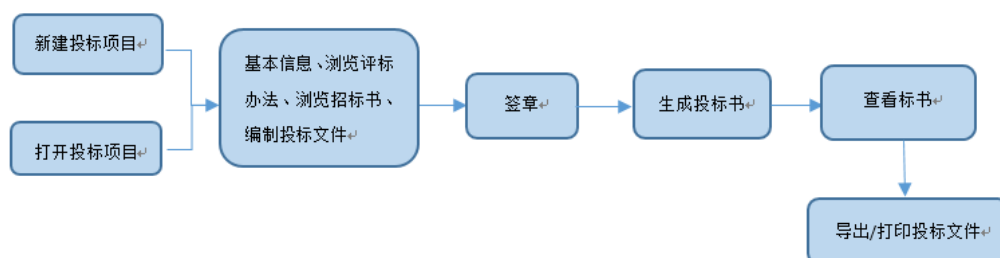 新建投标项目
打开投标项目
基本信息、浏览评标
办法、浏览招标书、
编制投标文件
签章
生成投标书
查看标书
导出/打印投标文件